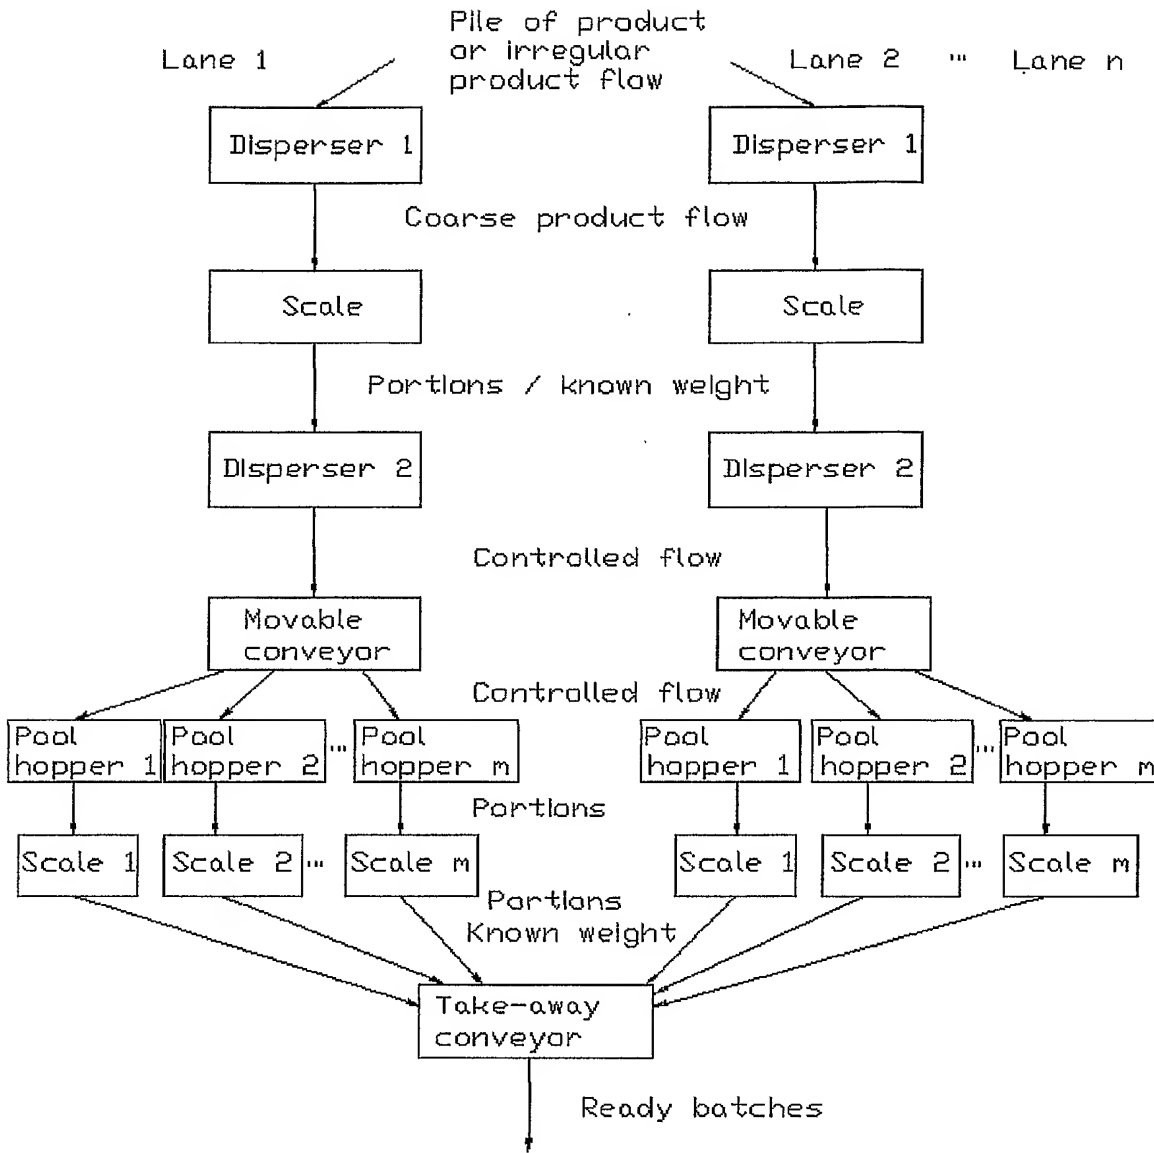 Pile of product
or irregular
product flow
Lane 1
Lane 2 ... Lane n
Disperser 1
Disperser 1
Coarse product flow
Scale
Scale
Portions / known weight
Disperser 2
Disperser 2
Controlled flow
Movable
conveyor
Movable
conveyor
Controlled flow
Pool
hopper 1
Pool
hopper 2
...
Pool
hopper m
Pool
hopper 1
Pool
hopper 2
...
Pool
hopper m
Portions
Scale 1
Scale 2 ...
Scale m
Scale 1
Scale 2 ...
Scale m
Portions
Known weight
Take-away
conveyor
Ready batches